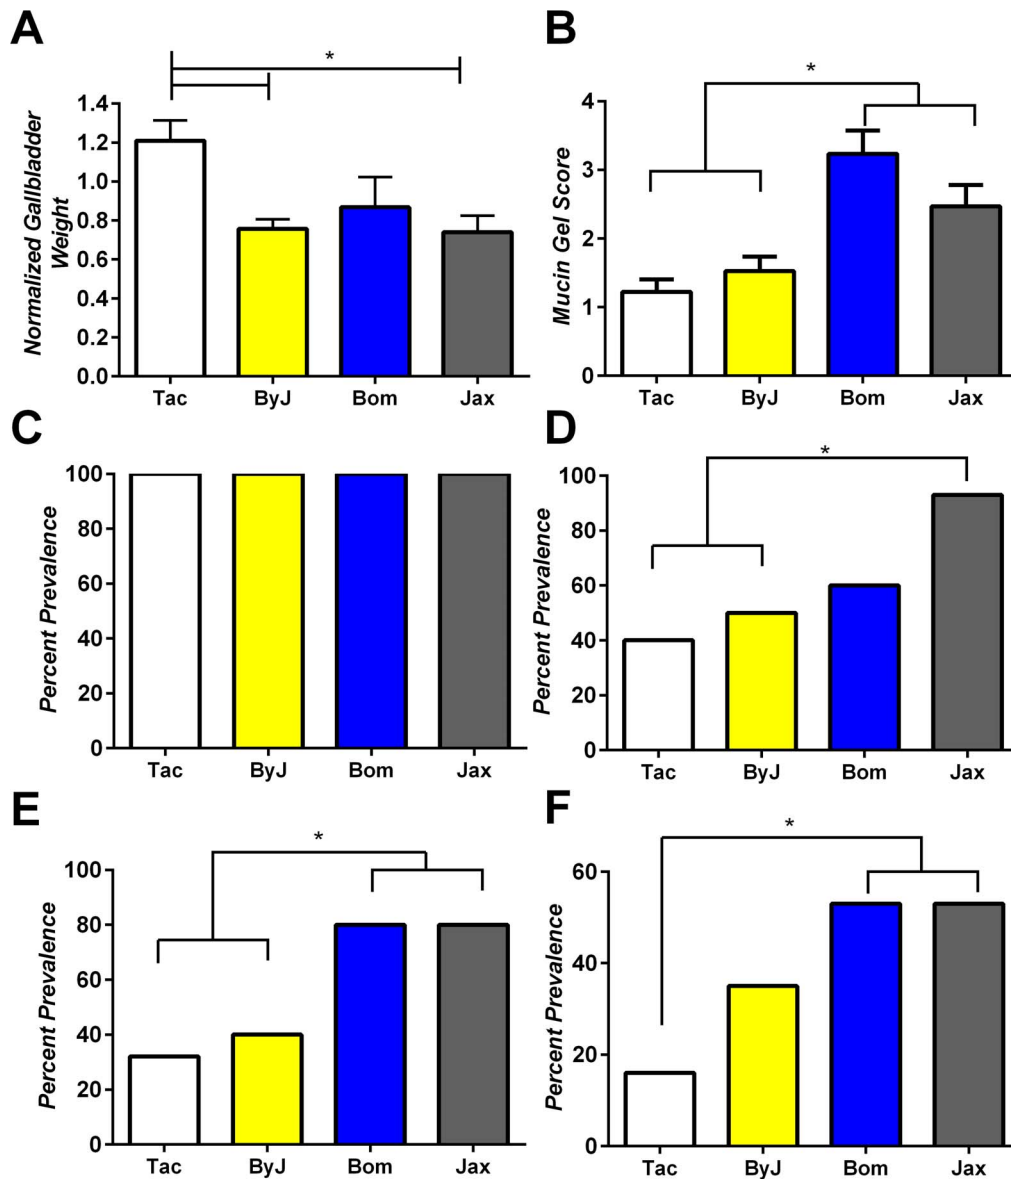 A
*
Normalized Gallbladder
Weight
1.4
1.2
1.0
0.8
0.6
0.4
0.2
0.0
Tac ByJ Bom Jax
B
*
Mucin Gel Score
4
3
2
1
0
Tac ByJ Bom Jax
C
Percent Prevalence
100
80
60
40
20
0
Tac ByJ Bom Jax
D
*
Percent Prevalence
100
80
60
40
20
0
Tac ByJ Bom Jax
E
*
Percent Prevalence
100
80
60
40
20
0
Tac ByJ Bom Jax
F
*
Percent Prevalence
60
40
20
0
Tac ByJ Bom Jax